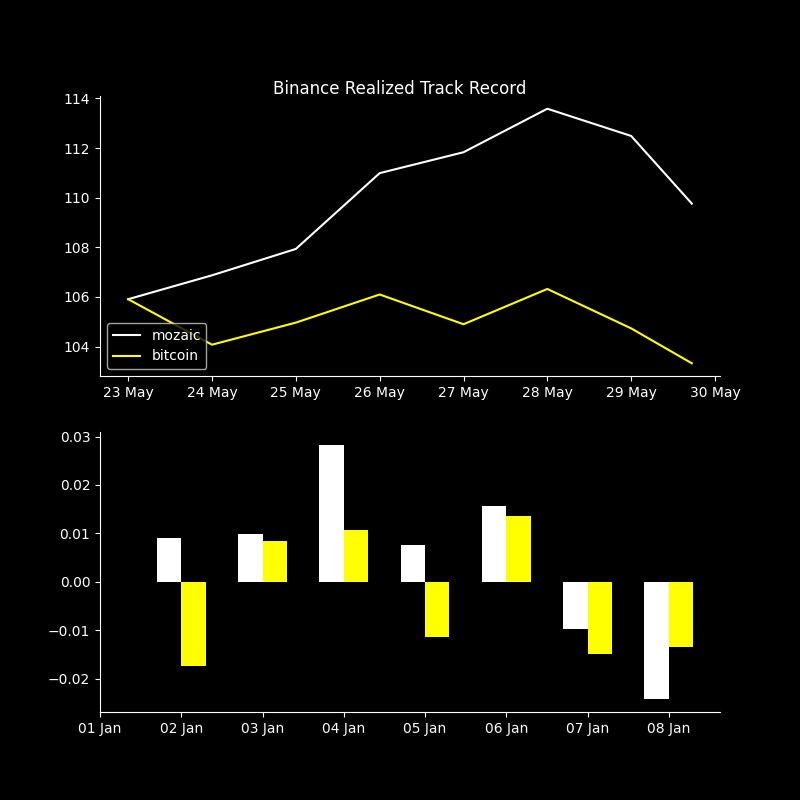 Binance Realized Track Record
114
112
110
108
106
104
mozaic
bitcoin
23 May 24 May 25 May 26 May 27 May 28 May 29 May 30 May
0.03
0.02
0.01
0.00
−0.01
−0.02
01 Jan 02 Jan 03 Jan 04 Jan 05 Jan 06 Jan 07 Jan 08 Jan